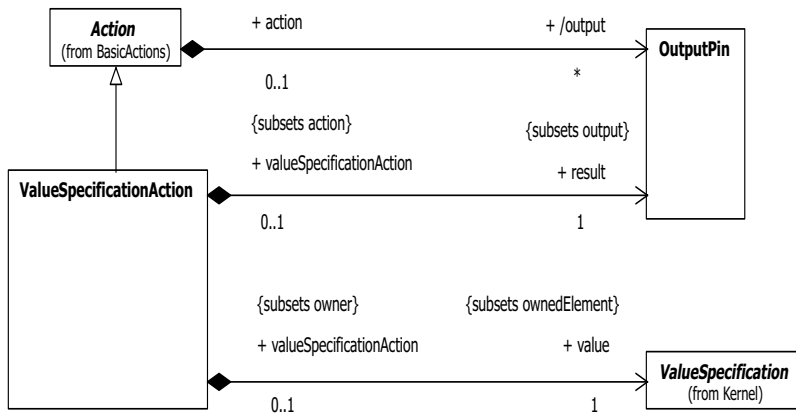 Action
(from BasicActions)
+ action
+ /output
0..1
*
OutputPin
{subsets action}
{subsets output}
+ valueSpecificationAction
+ result
ValueSpecificationAction
0..1
1
{subsets owner}
{subsets ownedElement}
+ valueSpecificationAction
+ value
0..1
1
ValueSpecification
(from Kernel)